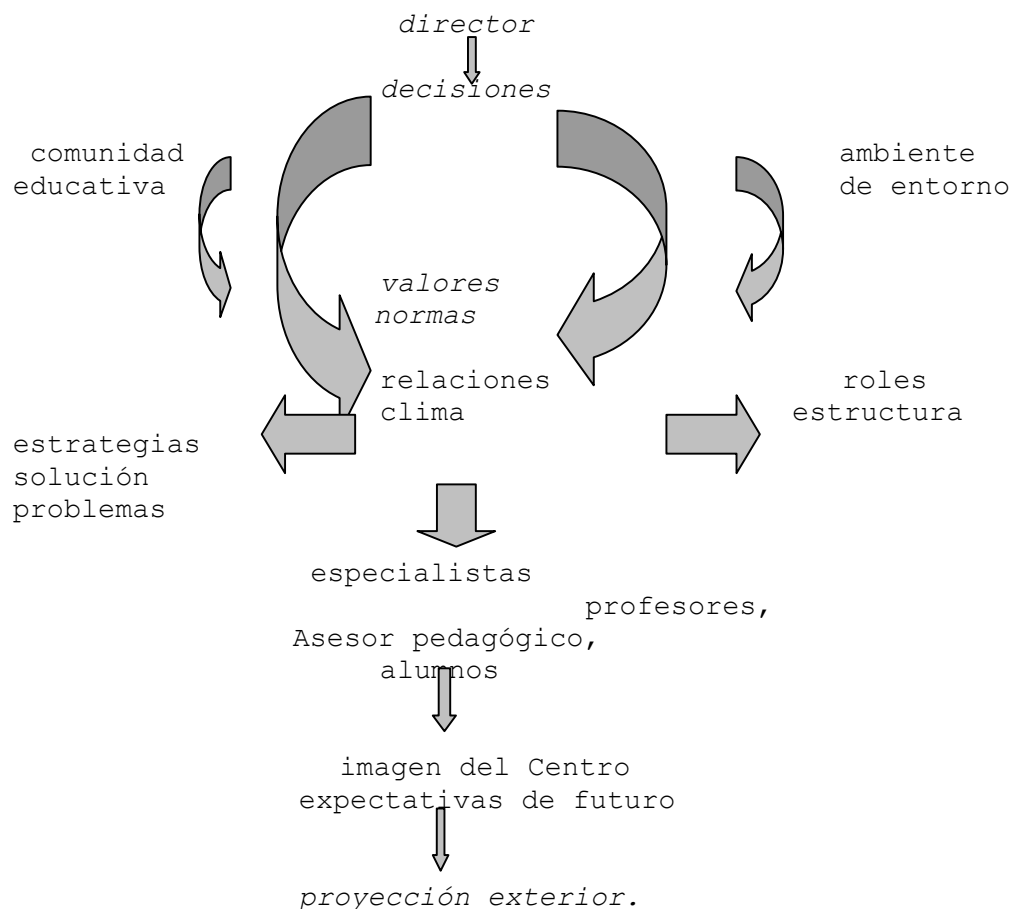 director
decisiones
comunidad
educativa
ambiente
de entorno
valores
normas
relaciones
clima
roles
estructura
estrategias
solución
problemas
especialistas
profesores,
Asesor pedagógico,
alumnos
imagen del Centro
expectativas de futuro
proyección exterior.